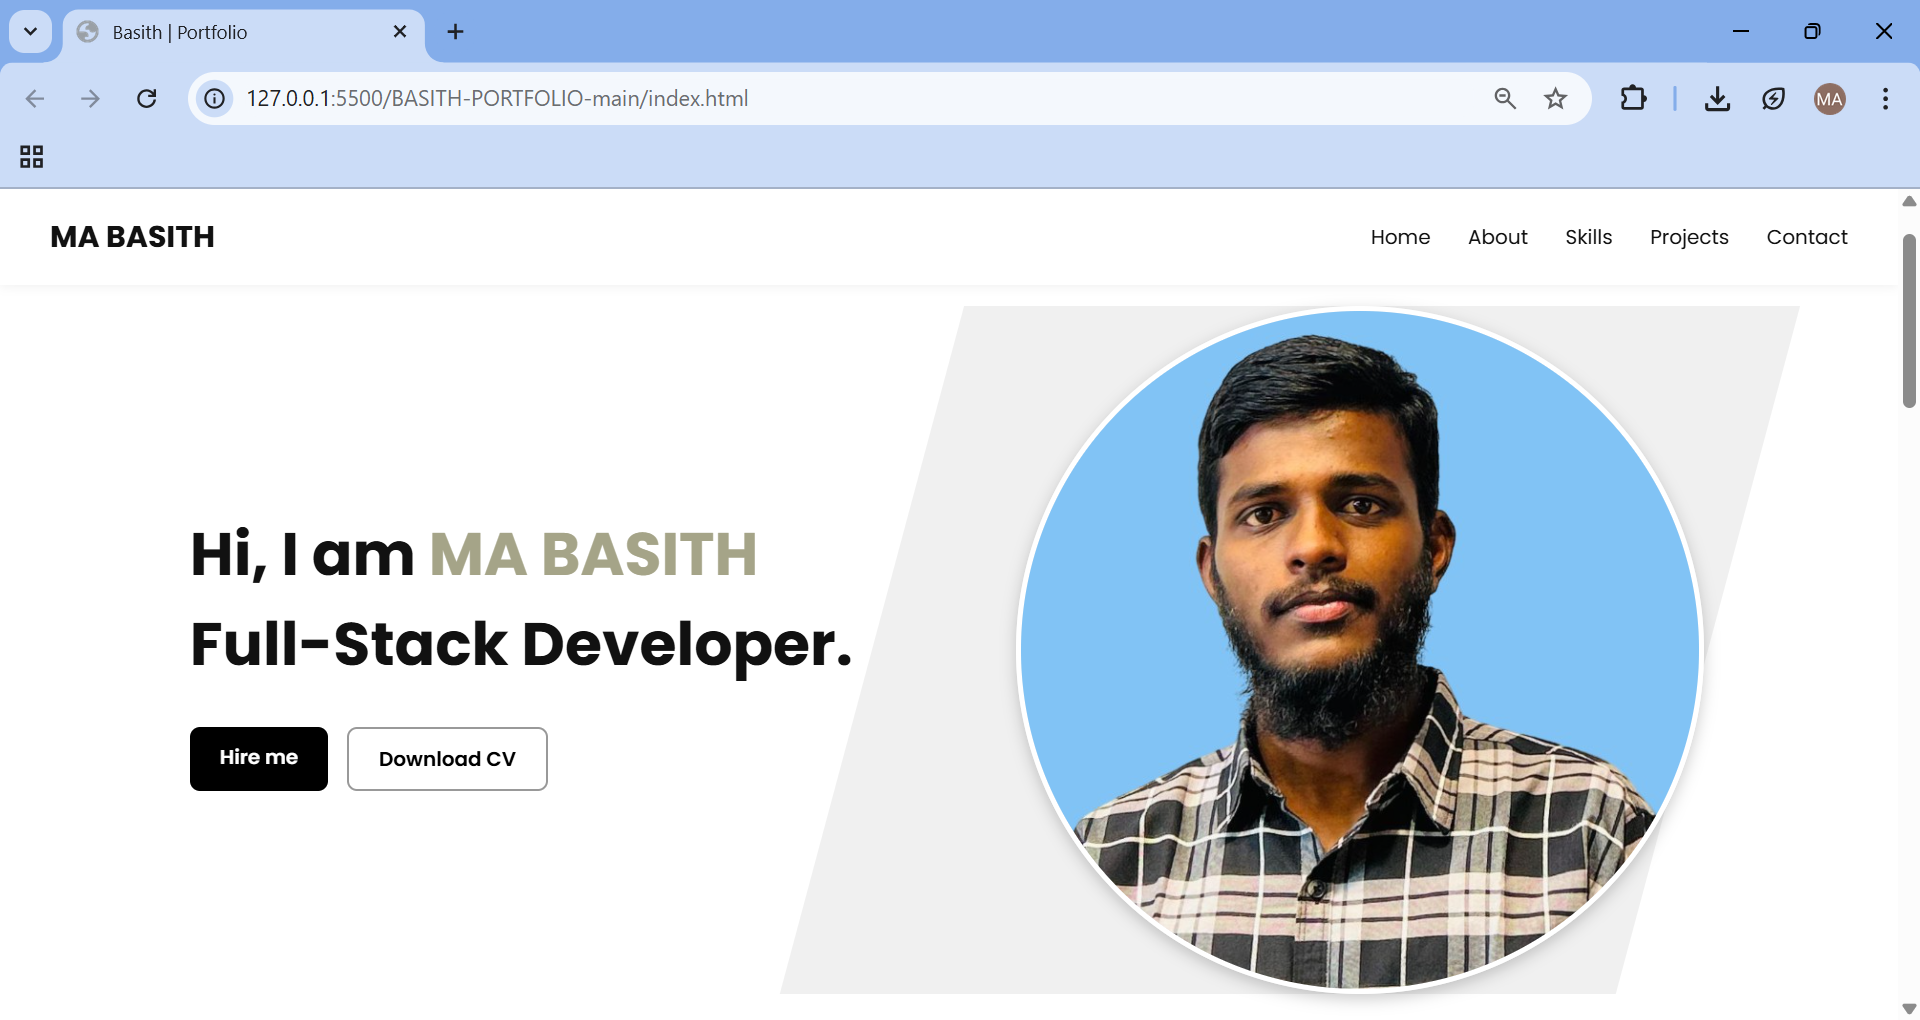 Basith | Portfolio
127.0.0.1:5500/BASITH-PORTFOLIO-main/index.html
MA
MA BASITH
Home About Skills Projects Contact
Hi, I am MA BASITH
Full-Stack Developer.
Hire me Download CV